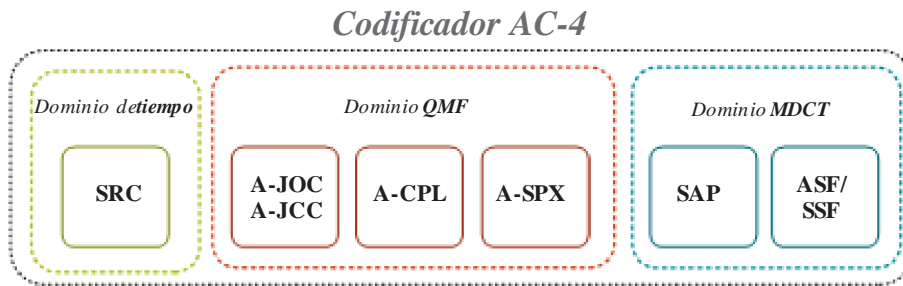 Codificador AC-4
Dominio detiempo
Dominio QMF
Dominio MDCT
SRC
A-JOC
A-JCC
A-CPL
A-SPX
SAP
ASF/
SSF